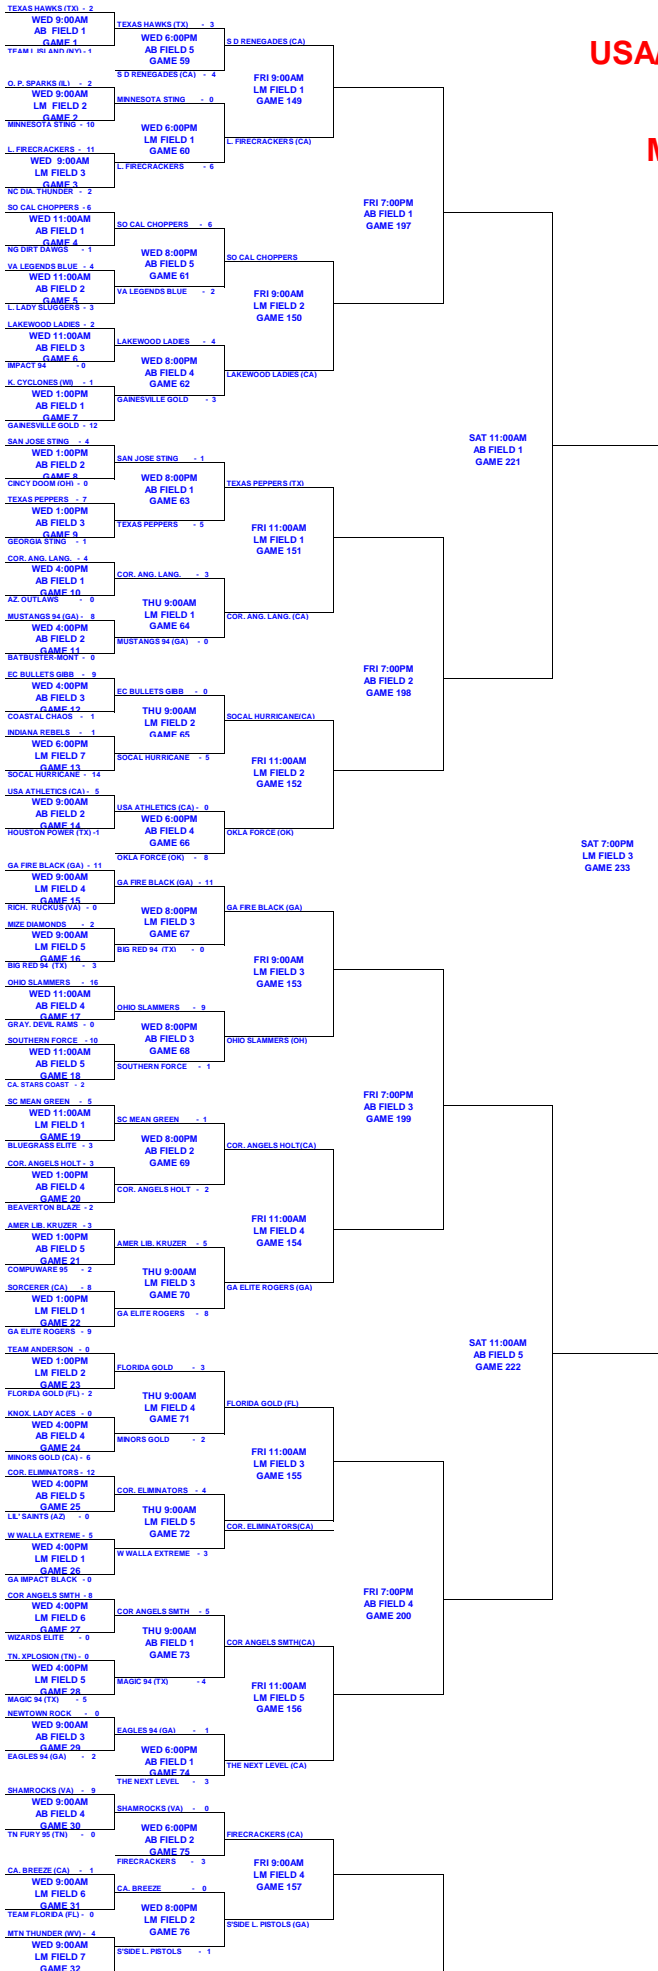 USA/
M
TEXAS HAWKS (TX) - 2
WED 9:00AM
AB FIELD 1
GAME 1
TEAM L ISLAND (NY) - 1
O. P. SPARKS (IL) - 2
WED 9:00AM
LM FIELD 2
GAME 2
MINNESOTA STING - 10
L. FIRECRACKERS - 11
WED 9:00AM
LM FIELD 3
GAME 3
NC DIA. THUNDER - 2
SO CAL CHOPPERS - 6
WED 11:00AM
AB FIELD 1
GAME 4
NG DIRT DAWGS - 1
VA LEGENDS BLUE - 4
WED 11:00AM
AB FIELD 2
GAME 5
L. LADY SLUGGERS - 3
LAKEWOOD LADIES - 2
WED 11:00AM
AB FIELD 3
GAME 6
IMPACT 94 - 0
K. CYCLONES (WI) - 1
WED 1:00PM
AB FIELD 1
GAME 7
GAINESVILLE GOLD - 12
SAN JOSE STING - 4
WED 1:00PM
AB FIELD 2
GAME 8
CINCY DOOM (OH) - 0
TEXAS PEPPERS - 7
WED 1:00PM
AB FIELD 3
GAME 9
GEORGIA STING - 1
COR. ANG. LANG. - 4
WED 4:00PM
AB FIELD 1
GAME 10
AZ. OUTLAWS - 0
MUSTANGS 94 (GA) - 8
WED 4:00PM
AB FIELD 2
GAME 11
BATBUSTER-MONT - 0
EC BULLETS GIBB - 9
WED 4:00PM
AB FIELD 3
GAME 12
COASTAL CHAOS - 1
INDIANA REBELS - 1
WED 6:00PM
LM FIELD 7
GAME 13
SOCAL HURRICANE - 14
USA ATHLETICS (CA) - 5
WED 9:00AM
AB FIELD 2
GAME 14
HOUSTON POWER (TX) -1
GA FIRE BLACK (GA) - 11
WED 9:00AM
LM FIELD 4
GAME 15
RICH. RUCKUS (VA) - 0
MIZE DIAMONDS - 2
WED 9:00AM
LM FIELD 5
GAME 16
BIG RED 94 (TX) - 3
OHIO SLAMMERS - 16
WED 11:00AM
AB FIELD 4
GAME 17
GRAY. DEVIL RAMS - 0
SOUTHERN FORCE - 10
WED 11:00AM
AB FIELD 5
GAME 18
CA. STARS COAST - 2
SC MEAN GREEN - 5
WED 11:00AM
LM FIELD 1
GAME 19
BLUEGRASS ELITE - 3
COR. ANGELS HOLT - 3
WED 1:00PM
AB FIELD 4
GAME 20
BEAVERTON BLAZE - 2
AMER LIB. KRUZER - 3
WED 1:00PM
AB FIELD 5
GAME 21
COMPUWARE 95 - 2
SORCERER (CA) - 8
WED 1:00PM
LM FIELD 1
GAME 22
GA ELITE ROGERS - 9
TEAM ANDERSON - 0
WED 1:00PM
LM FIELD 2
GAME 23
FLORIDA GOLD (FL) - 2
KNOX. LADY ACES - 0
WED 4:00PM
AB FIELD 4
GAME 24
MINORS GOLD (CA) - 6
COR. ELIMINATORS - 12
WED 4:00PM
AB FIELD 5
GAME 25
LIL' SAINTS (AZ) - 0
W WALLA EXTREME - 5
WED 4:00PM
LM FIELD 1
GAME 26
GA IMPACT BLACK - 0
COR ANGELS SMTH - 8
WED 4:00PM
LM FIELD 6
GAME 27
WIZARDS ELITE - 0
TN. XPLOSION (TN) - 0
WED 4:00PM
LM FIELD 5
GAME 28
MAGIC 94 (TX) - 5
NEWTOWN ROCK - 0
WED 9:00AM
AB FIELD 3
GAME 29
EAGLES 94 (GA) - 2
SHAMROCKS (VA) - 9
WED 9:00AM
AB FIELD 4
GAME 30
TN FURY 95 (TN) - 0
CA. BREEZE (CA) - 1
WED 9:00AM
LM FIELD 6
GAME 31
TEAM FLORIDA (FL) - 0
MTN THUNDER (WV) - 4
WED 9:00AM
LM FIELD 7
GAME 32
TEXAS HAWKS (TX) - 3
WED 6:00PM
AB FIELD 5
GAME 59
S D RENEGADES (CA) - 4
MINNESOTA STING - 0
WED 6:00PM
LM FIELD 1
GAME 60
L. FIRECRACKERS - 6
SO CAL CHOPPERS - 6
WED 8:00PM
AB FIELD 5
GAME 61
VA LEGENDS BLUE - 2
LAKEWOOD LADIES - 4
WED 8:00PM
AB FIELD 4
GAME 62
GAINESVILLE GOLD - 3
SAN JOSE STING - 1
WED 8:00PM
AB FIELD 1
GAME 63
TEXAS PEPPERS - 5
COR. ANG. LANG. - 3
THU 9:00AM
LM FIELD 1
GAME 64
MUSTANGS 94 (GA) - 0
EC BULLETS GIBB - 0
THU 9:00AM
LM FIELD 2
GAME 65
SOCAL HURRICANE - 5
USA ATHLETICS (CA) - 0
WED 6:00PM
AB FIELD 4
GAME 66
OKLA FORCE (OK) - 8
GA FIRE BLACK (GA) - 11
WED 8:00PM
LM FIELD 3
GAME 67
BIG RED 94 (TX) - 0
OHIO SLAMMERS - 9
WED 8:00PM
AB FIELD 3
GAME 68
SOUTHERN FORCE - 1
SC MEAN GREEN - 1
WED 8:00PM
AB FIELD 2
GAME 69
COR. ANGELS HOLT - 2
AMER LIB. KRUZER - 5
THU 9:00AM
LM FIELD 3
GAME 70
GA ELITE ROGERS - 8
FLORIDA GOLD - 3
THU 9:00AM
LM FIELD 4
GAME 71
MINORS GOLD - 2
COR. ELIMINATORS - 4
THU 9:00AM
LM FIELD 5
GAME 72
W WALLA EXTREME - 3
COR ANGELS SMTH - 5
THU 9:00AM
AB FIELD 1
GAME 73
MAGIC 94 (TX) - 4
EAGLES 94 (GA) - 1
WED 6:00PM
AB FIELD 1
GAME 74
THE NEXT LEVEL - 3
SHAMROCKS (VA) - 0
WED 6:00PM
AB FIELD 2
GAME 75
FIRECRACKERS - 3
CA. BREEZE - 0
WED 8:00PM
LM FIELD 2
GAME 76
S'SIDE L. PISTOLS - 1
S D RENEGADES (CA)
FRI 9:00AM
LM FIELD 1
GAME 149
L. FIRECRACKERS (CA)
SO CAL CHOPPERS
FRI 9:00AM
LM FIELD 2
GAME 150
LAKEWOOD LADIES (CA)
TEXAS PEPPERS (TX)
FRI 11:00AM
LM FIELD 1
GAME 151
COR. ANG. LANG. (CA)
SOCAL HURRICANE(CA)
FRI 11:00AM
LM FIELD 2
GAME 152
OKLA FORCE (OK)
GA FIRE BLACK (GA)
FRI 9:00AM
LM FIELD 3
GAME 153
OHIO SLAMMERS (OH)
COR. ANGELS HOLT(CA)
FRI 11:00AM
LM FIELD 4
GAME 154
GA ELITE ROGERS (GA)
FLORIDA GOLD (FL)
FRI 11:00AM
LM FIELD 3
GAME 155
COR. ELIMINATORS(CA)
COR ANGELS SMTH(CA)
FRI 11:00AM
LM FIELD 5
GAME 156
THE NEXT LEVEL (CA)
FIRECRACKERS (CA)
FRI 9:00AM
LM FIELD 4
GAME 157
S'SIDE L. PISTOLS (GA)
FRI 7:00PM
AB FIELD 1
GAME 197
FRI 7:00PM
AB FIELD 2
GAME 198
FRI 7:00PM
AB FIELD 3
GAME 199
FRI 7:00PM
AB FIELD 4
GAME 200
SAT 11:00AM
AB FIELD 1
GAME 221
SAT 11:00AM
AB FIELD 5
GAME 222
SAT 7:00PM
LM FIELD 3
GAME 233